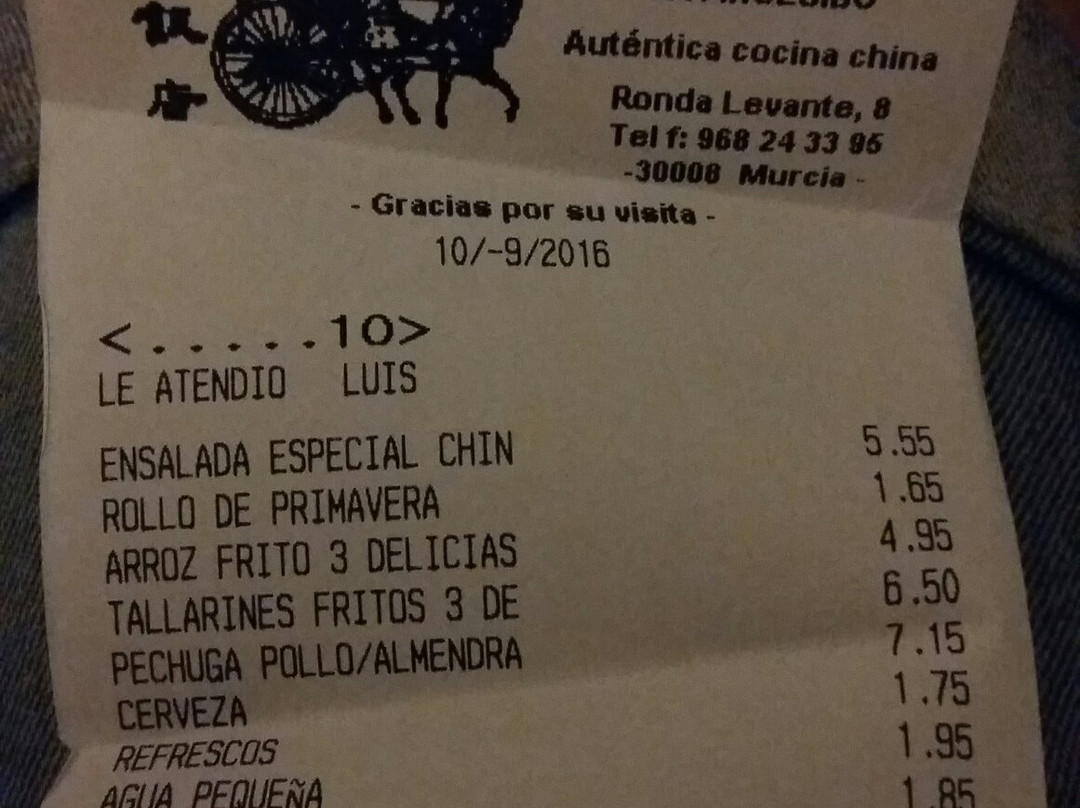 飯
店
Auténtica cocina china
Ronda Levante, 8
Telf: 968 24 33 95
-30008 Murcia -
- Gracias por su visita -
10/-9/2016
<.....10>
LE ATENDIO LUIS
ENSALADA ESPECIAL CHIN 5.55
ROLLO DE PRIMAVERA 1.65
ARROZ FRITO 3 DELICIAS 4.95
TALLARINES FRITOS 3 DE 6.50
PECHUGA POLLO/ALMENDRA 7.15
CERVEZA 1.75
REFRESCOS 1.95
AGUA PEQUEÑA 1.85